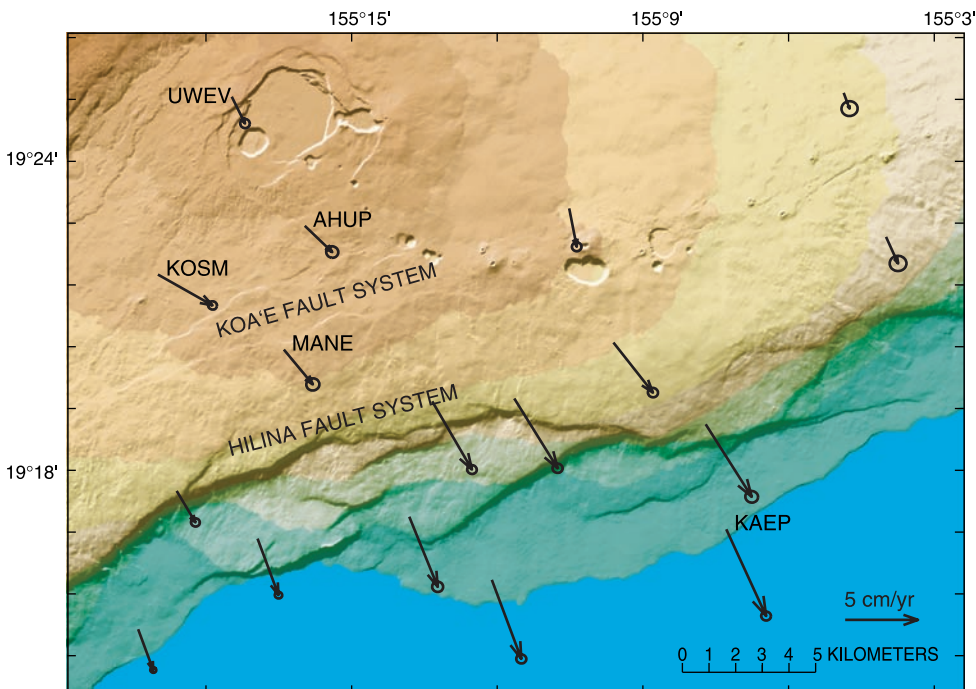 155°15'
155°9'
155°3'
UWEV
19°24'
AHUP
KOSM
KOAʻE FAULT SYSTEM
MANE
HILINA FAULT SYSTEM
19°18'
KAEP
5 cm/yr
0 1 2 3 4 5 KILOMETERS